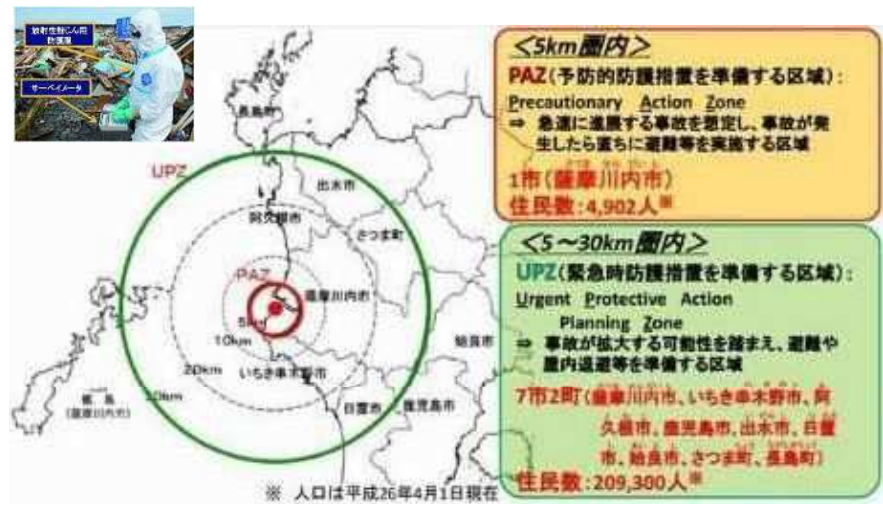 放射性粉じん用
防護服
サーベイメータ
長島町
UPZ
出水市
阿久根市
さつま町
PAZ
薩摩川内市
5km
10km
姶良市
20km
いちき串木野市
30km
甑島
(薩摩川内市)
日置市
鹿児島市
※ 人口は平成26年4月1日現在
<5km圏内>
PAZ(予防的防護措置を準備する区域):
Precautionary Action Zone
⇒ 急速に進展する事故を想定し、事故が発
生したら直ちに避難等を実施する区域
1市(薩摩川内市)
住民数:4,902人※
<5~30km圏内>
UPZ(緊急時防護措置を準備する区域):
Urgent Protective Action
Planning Zone
⇒ 事故が拡大する可能性を踏まえ、避難や
屋内退避等を準備する区域
7市2町(薩摩川内市、いちき串木野市、阿
久根市、鹿児島市、出水市、日置
市、姶良市、さつま町、長島町)
住民数:209,300人※